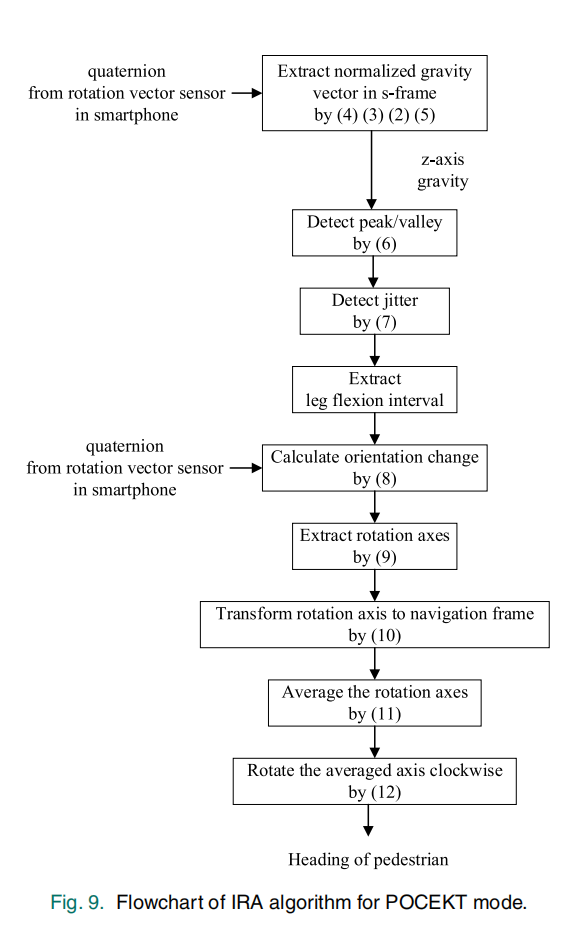 quaternion
from rotation vector sensor
in smartphone
Extract normalized gravity
vector in s-frame
by (4) (3) (2) (5)
z-axis
gravity
Detect peak/valley
by (6)
Detect jitter
by (7)
Extract
leg flexion interval
quaternion
from rotation vector sensor
in smartphone
Calculate orientation change
by (8)
Extract rotation axes
by (9)
Transform rotation axis to navigation frame
by (10)
Average the rotation axes
by (11)
Rotate the averaged axis clockwise
by (12)
Heading of pedestrian
Fig. 9. Flowchart of IRA algorithm for POCEKT mode.